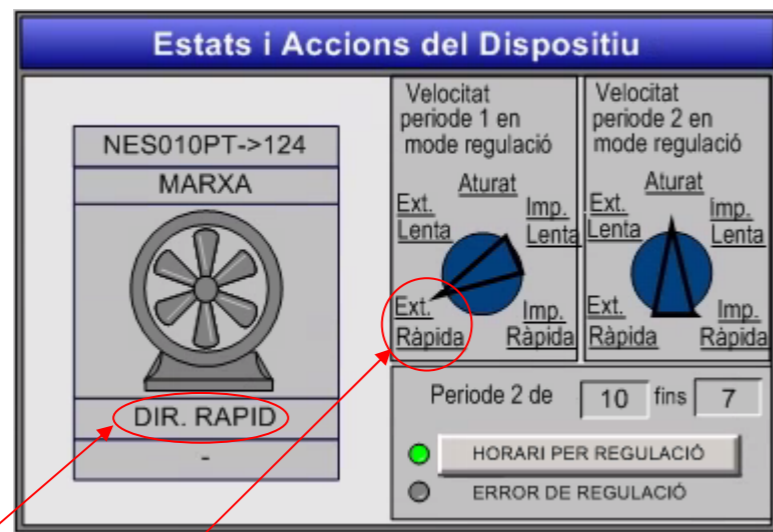 Estats i Accions del Dispositiu
NES010PT->124
MARXA
DIR. RAPID
-
Velocitat
periode 1 en
mode regulació
Aturat
Ext.
Lenta
Imp.
Lenta
Ext.
Ràpida
Imp.
Ràpida
Velocitat
periode 2 en
mode regulació
Aturat
Ext.
Lenta
Imp.
Lenta
Ext.
Ràpida
Imp.
Ràpida
Periode 2 de 10 fins 7
HORARI PER REGULACIÓ
ERROR DE REGULACIÓ